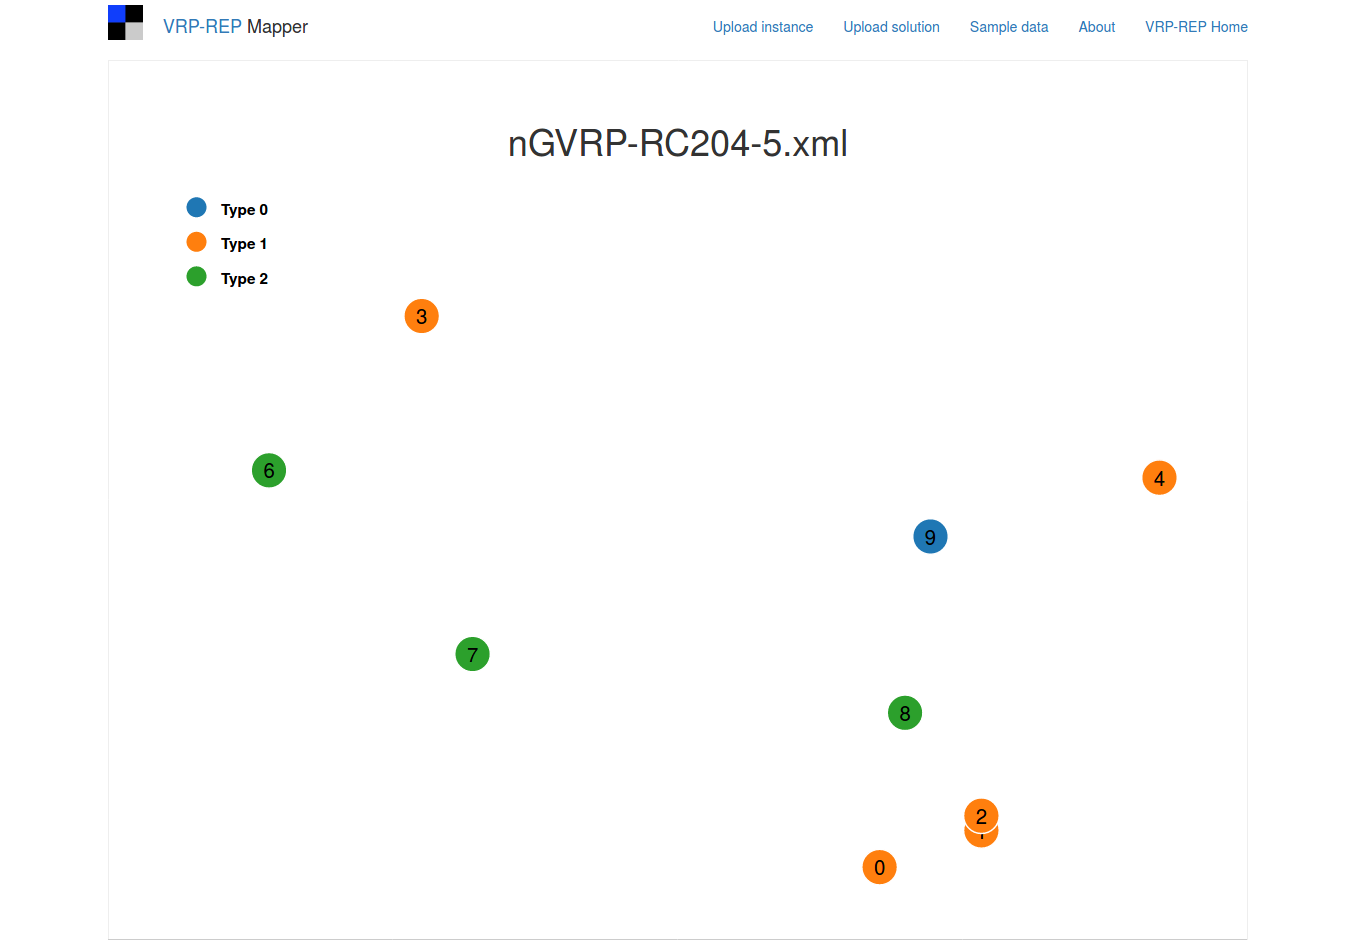 VRP-REP Mapper
Upload instance
Upload solution
Sample data
About
VRP-REP Home
nGVRP-RC204-5.xml
Type 0
Type 1
Type 2
3
6
4
9
7
8
2
0